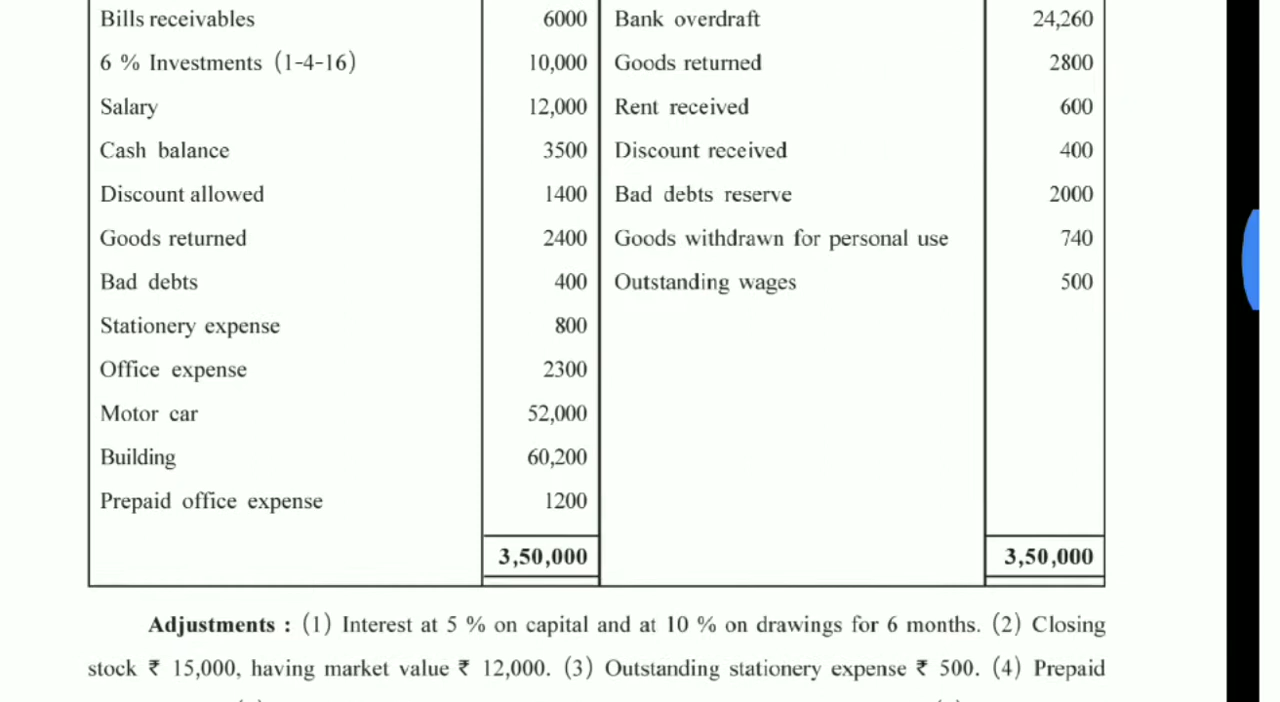 Bills receivables 6000 Bank overdraft 24,260
6 % Investments (1-4-16) 10,000 Goods returned 2800
Salary 12,000 Rent received 600
Cash balance 3500 Discount received 400
Discount allowed 1400 Bad debts reserve 2000
Goods returned 2400 Goods withdrawn for personal use 740
Bad debts 400 Outstanding wages 500
Stationery expense 800
Office expense 2300
Motor car 52,000
Building 60,200
Prepaid office expense 1200
3,50,000 3,50,000
Adjustments : (1) Interest at 5 % on capital and at 10 % on drawings for 6 months. (2) Closing
stock ₹ 15,000, having market value ₹ 12,000. (3) Outstanding stationery expense ₹ 500. (4) Prepaid